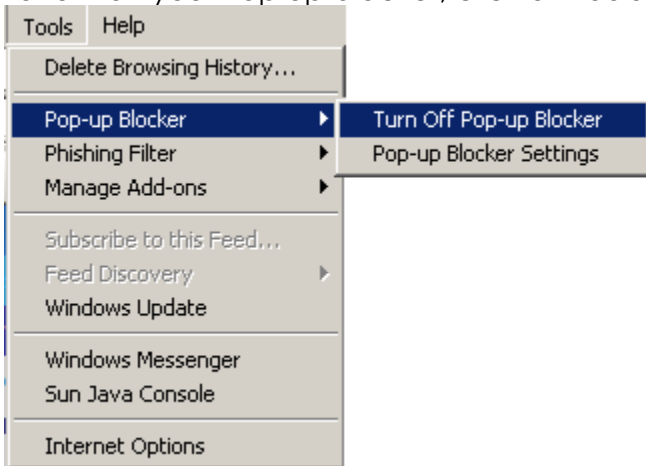 Tools Help
Delete Browsing History...
Pop-up Blocker
Turn Off Pop-up Blocker
Phishing Filter
Pop-up Blocker Settings
Manage Add-ons
Subscribe to this Feed...
Feed Discovery
Windows Update
Windows Messenger
Sun Java Console
Internet Options